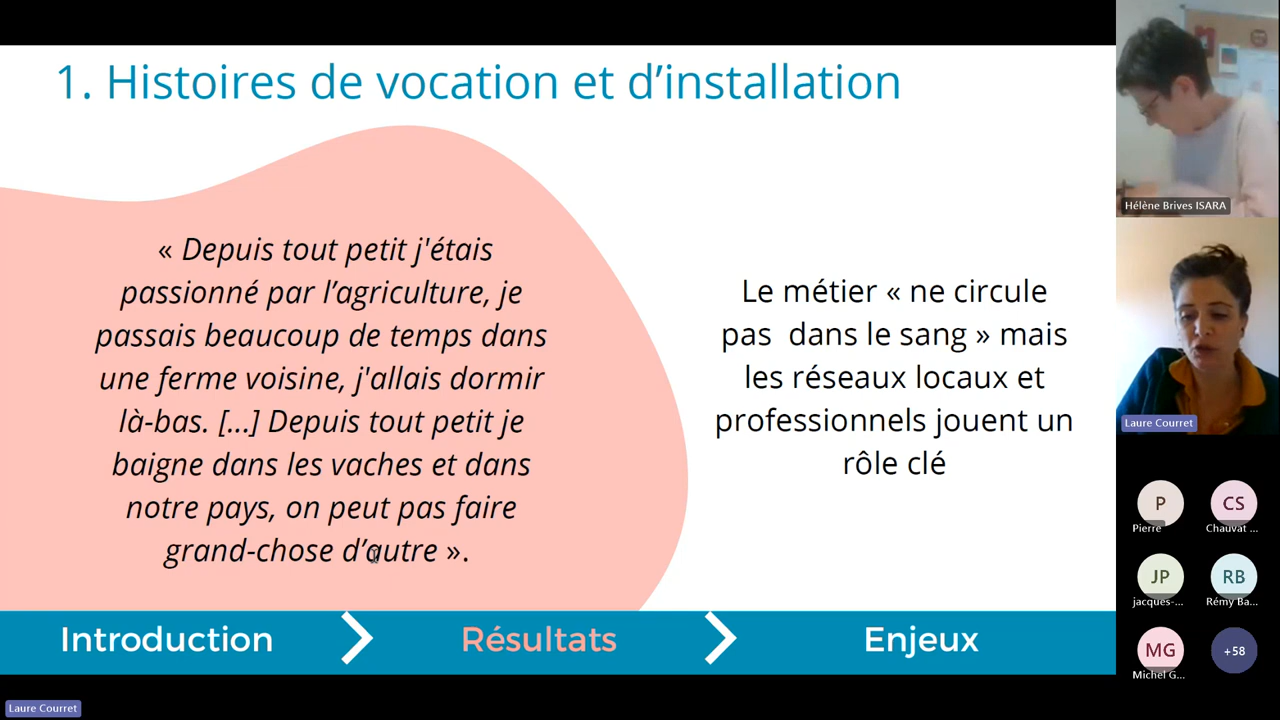 1. Histoires de vocation et d’installation
« Depuis tout petit j'étais
passionné par l’agriculture, je
passais beaucoup de temps dans
une ferme voisine, j'allais dormir
là-bas. [...] Depuis tout petit je
baigne dans les vaches et dans
notre pays, on peut pas faire
grand-chose d’autre ».
Le métier « ne circule
pas  dans le sang » mais
les réseaux locaux et
professionnels jouent un
rôle clé
Introduction
Résultats
Enjeux
Hélène Brives ISARA
Laure Courret
P
Pierre
CS
Chauvat ...
JP
jacques-...
RB
Rémy Ba...
MG
Michel G...
+58
Laure Courret